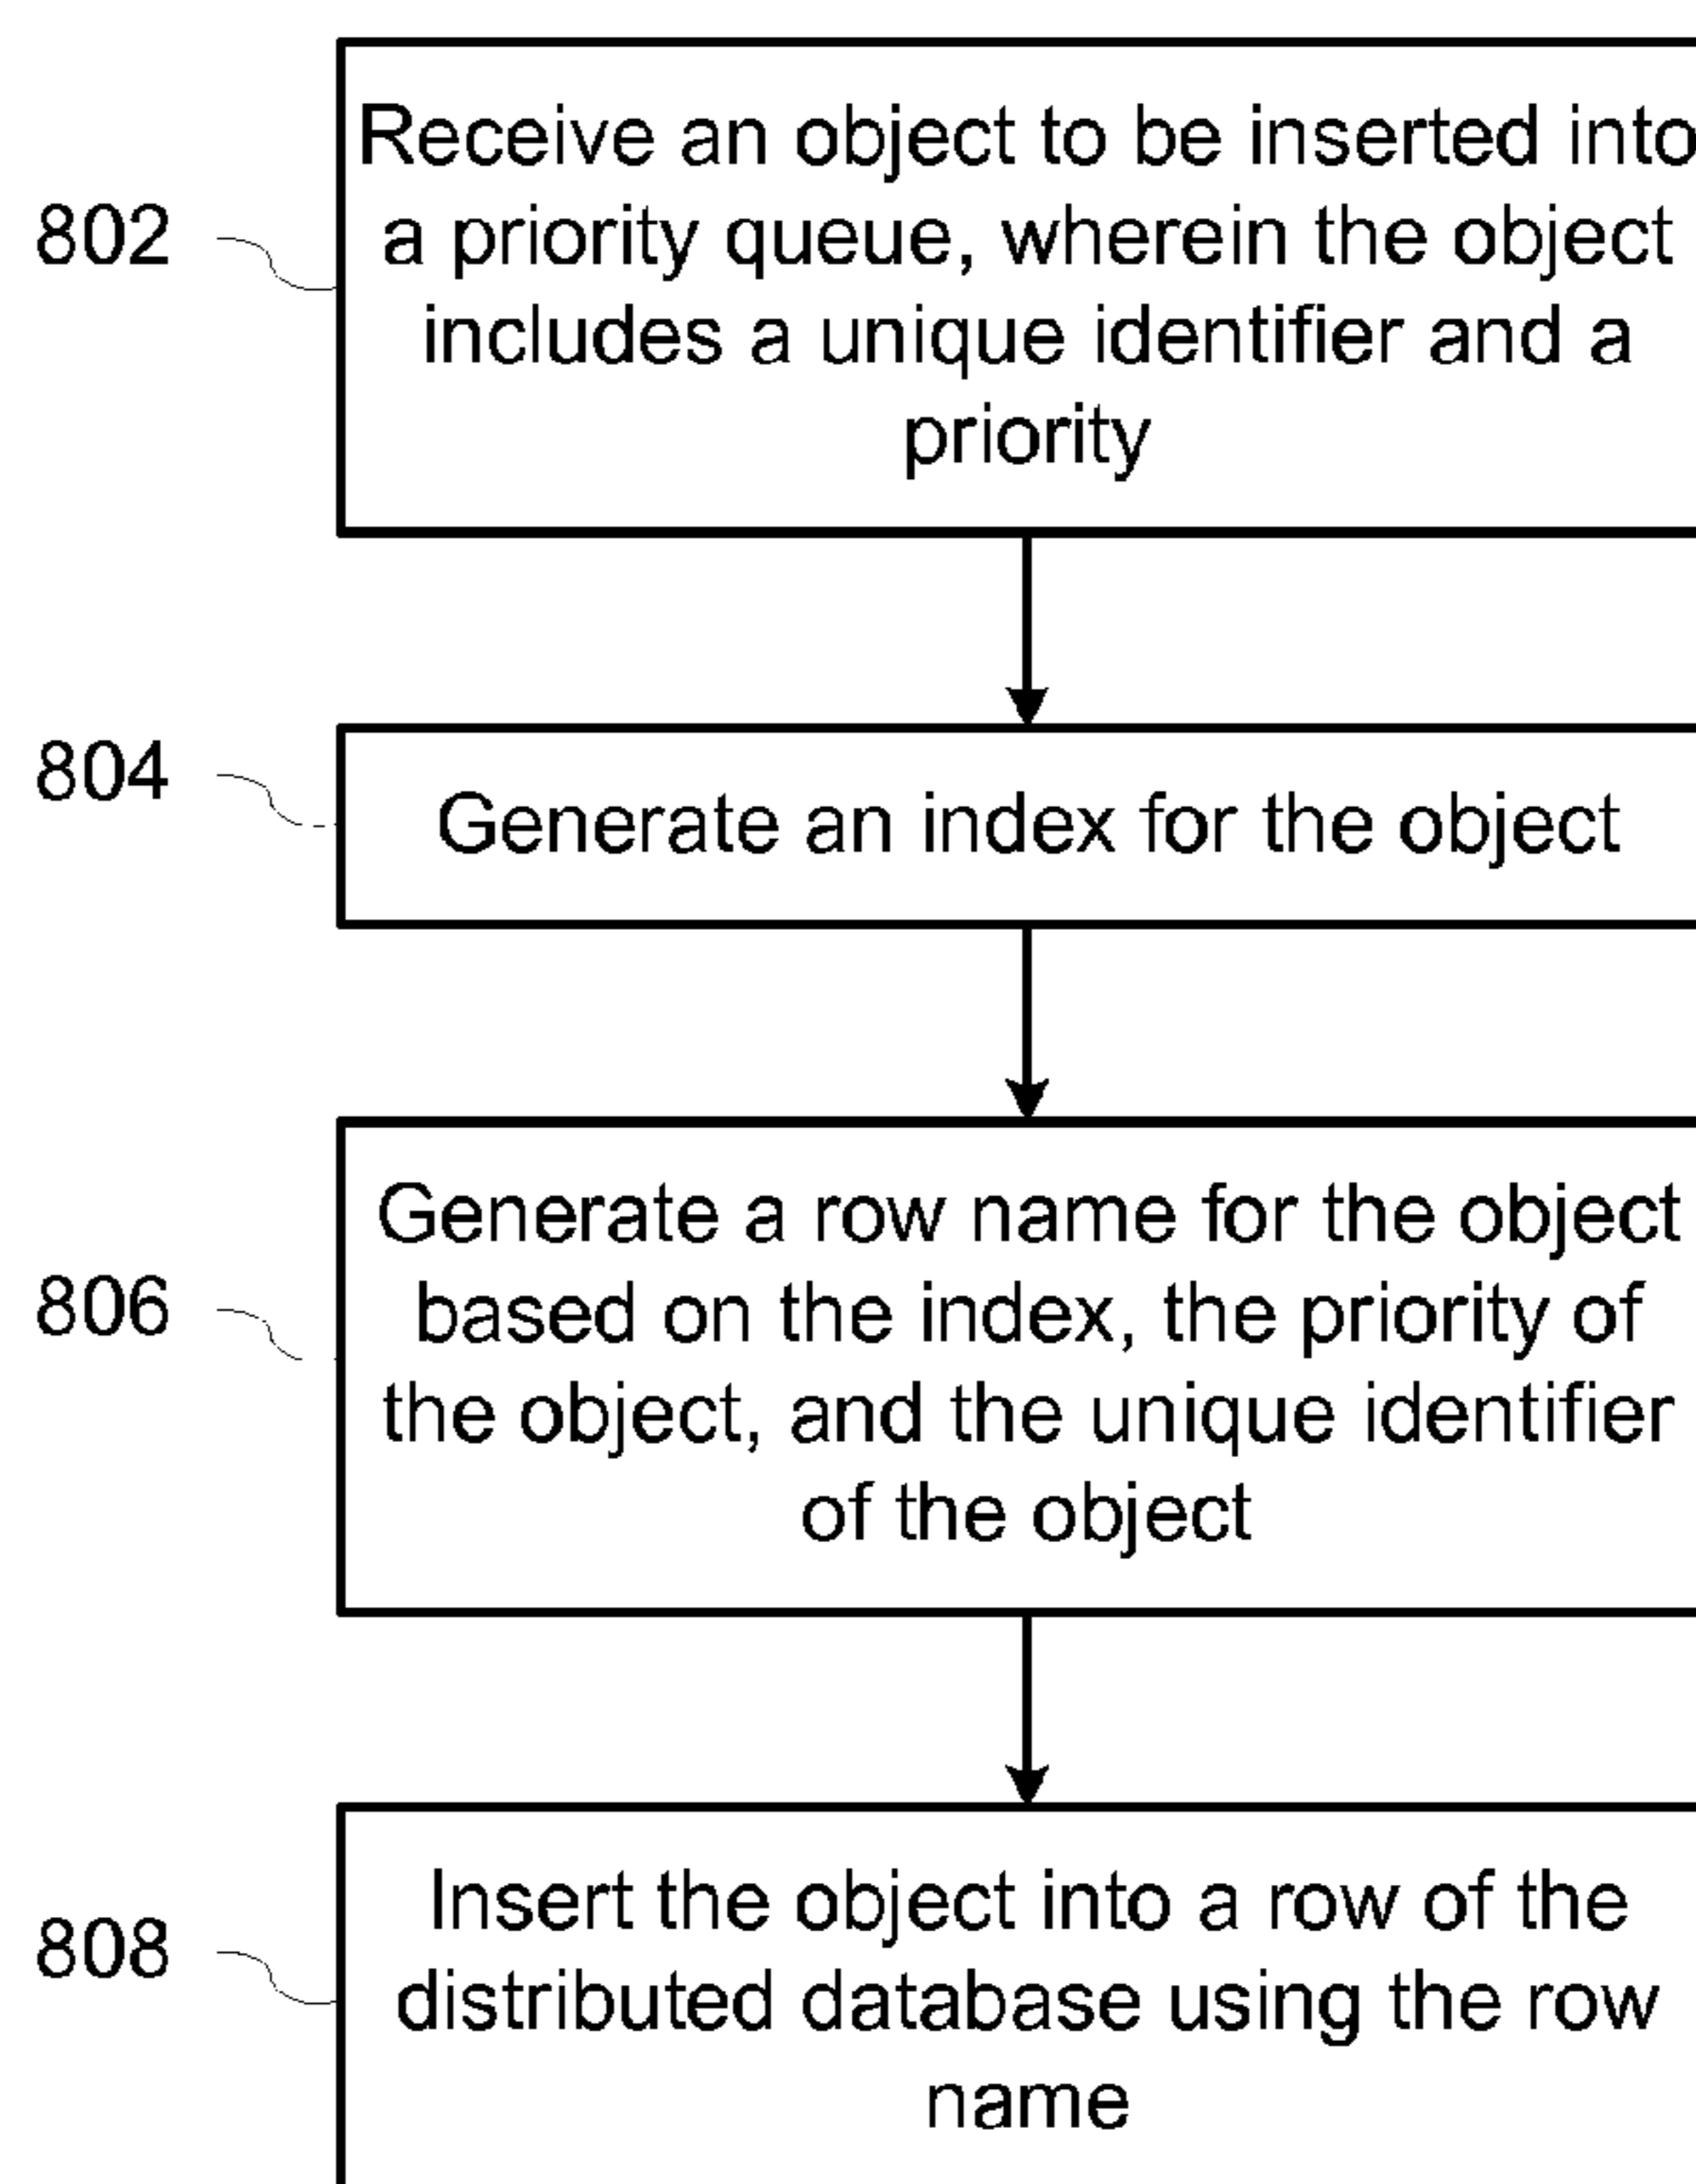 802
Receive an object to be inserted into
a priority queue, wherein the object
includes a unique identifier and a
priority
804
Generate an index for the object
806
Generate a row name for the object
based on the index, the priority of
the object, and the unique identifier
of the object
808
Insert the object into a row of the
distributed database using the row
name